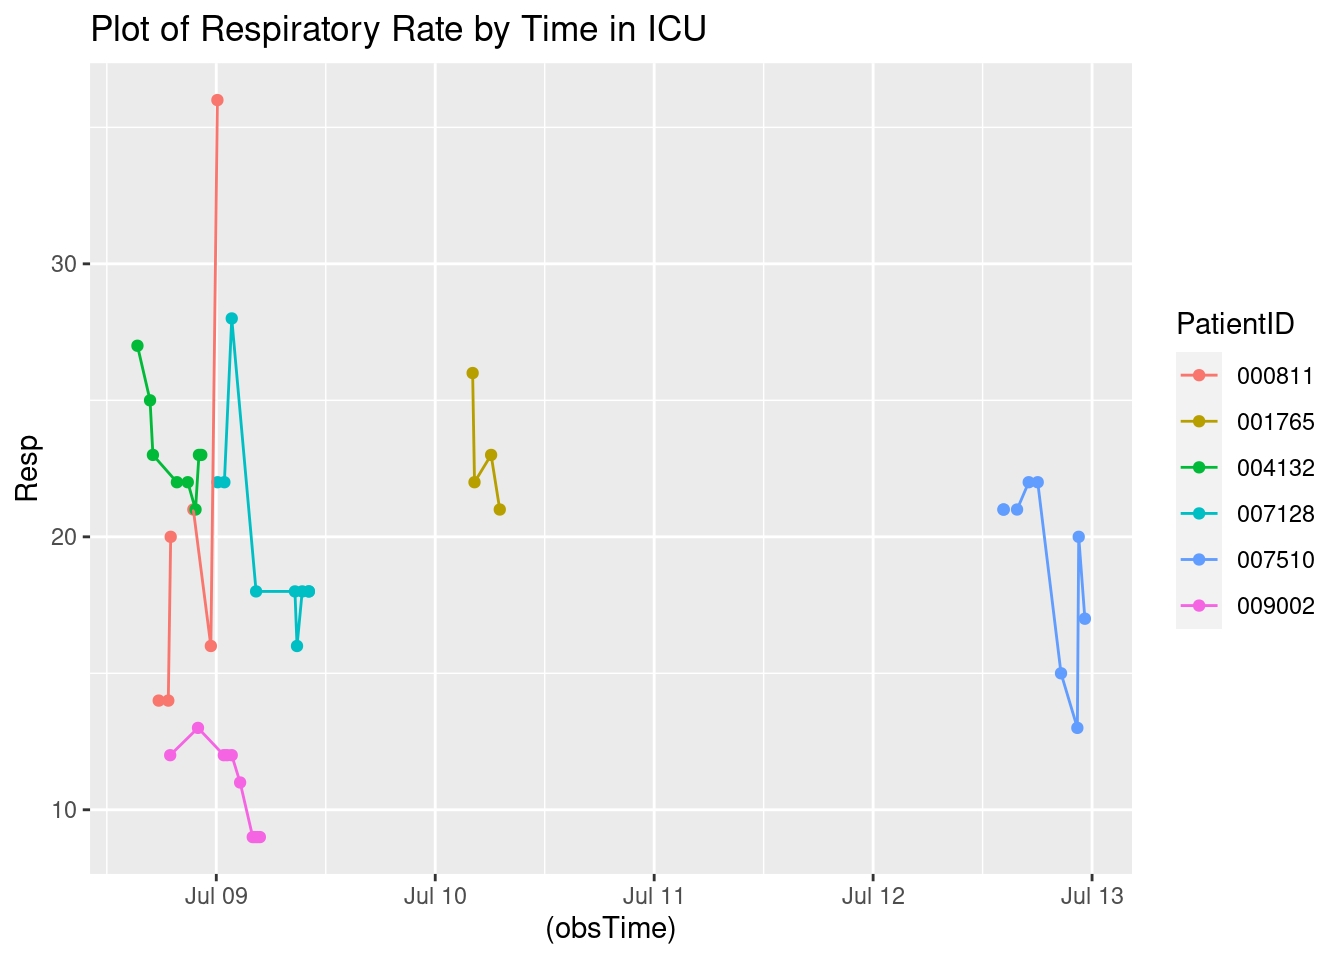 Plot of Respiratory Rate by Time in ICU
Resp
30
20
10
Jul 09
Jul 10
Jul 11
Jul 12
Jul 13
(obsTime)
PatientID
000811
001765
004132
007128
007510
009002